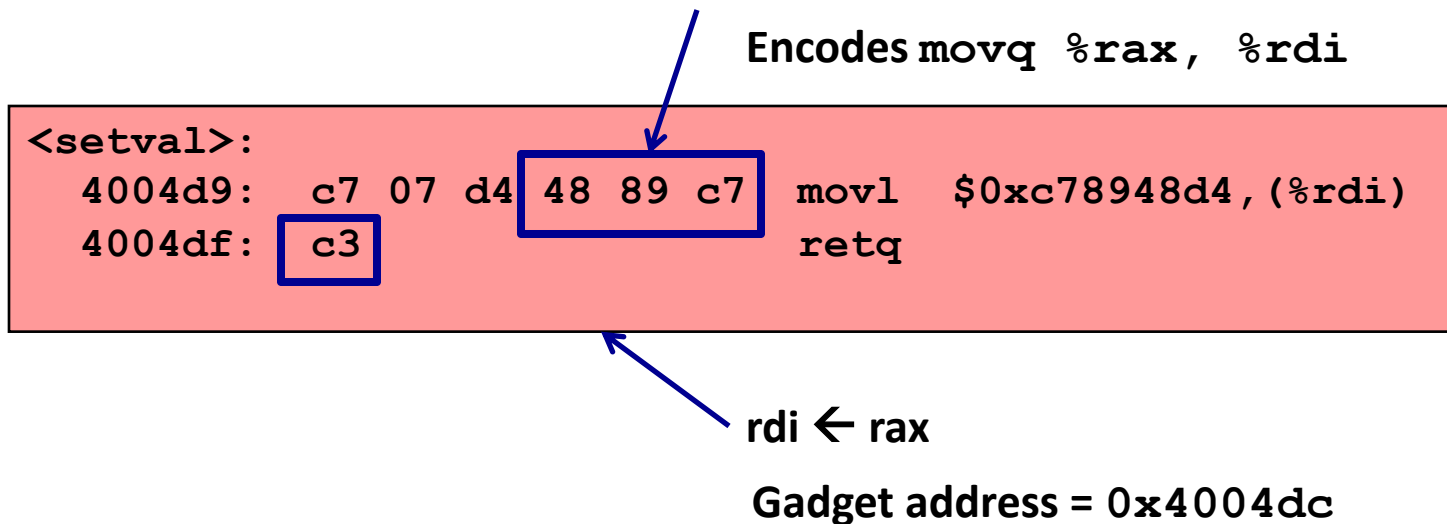 Encodes movq %rax, %rdi
<setval>:
4004d9: c7 07 d4 48 89 c7 movl $0xc78948d4,(%rdi)
4004df: c3 retq
rdi ← rax
Gadget address = 0x4004dc